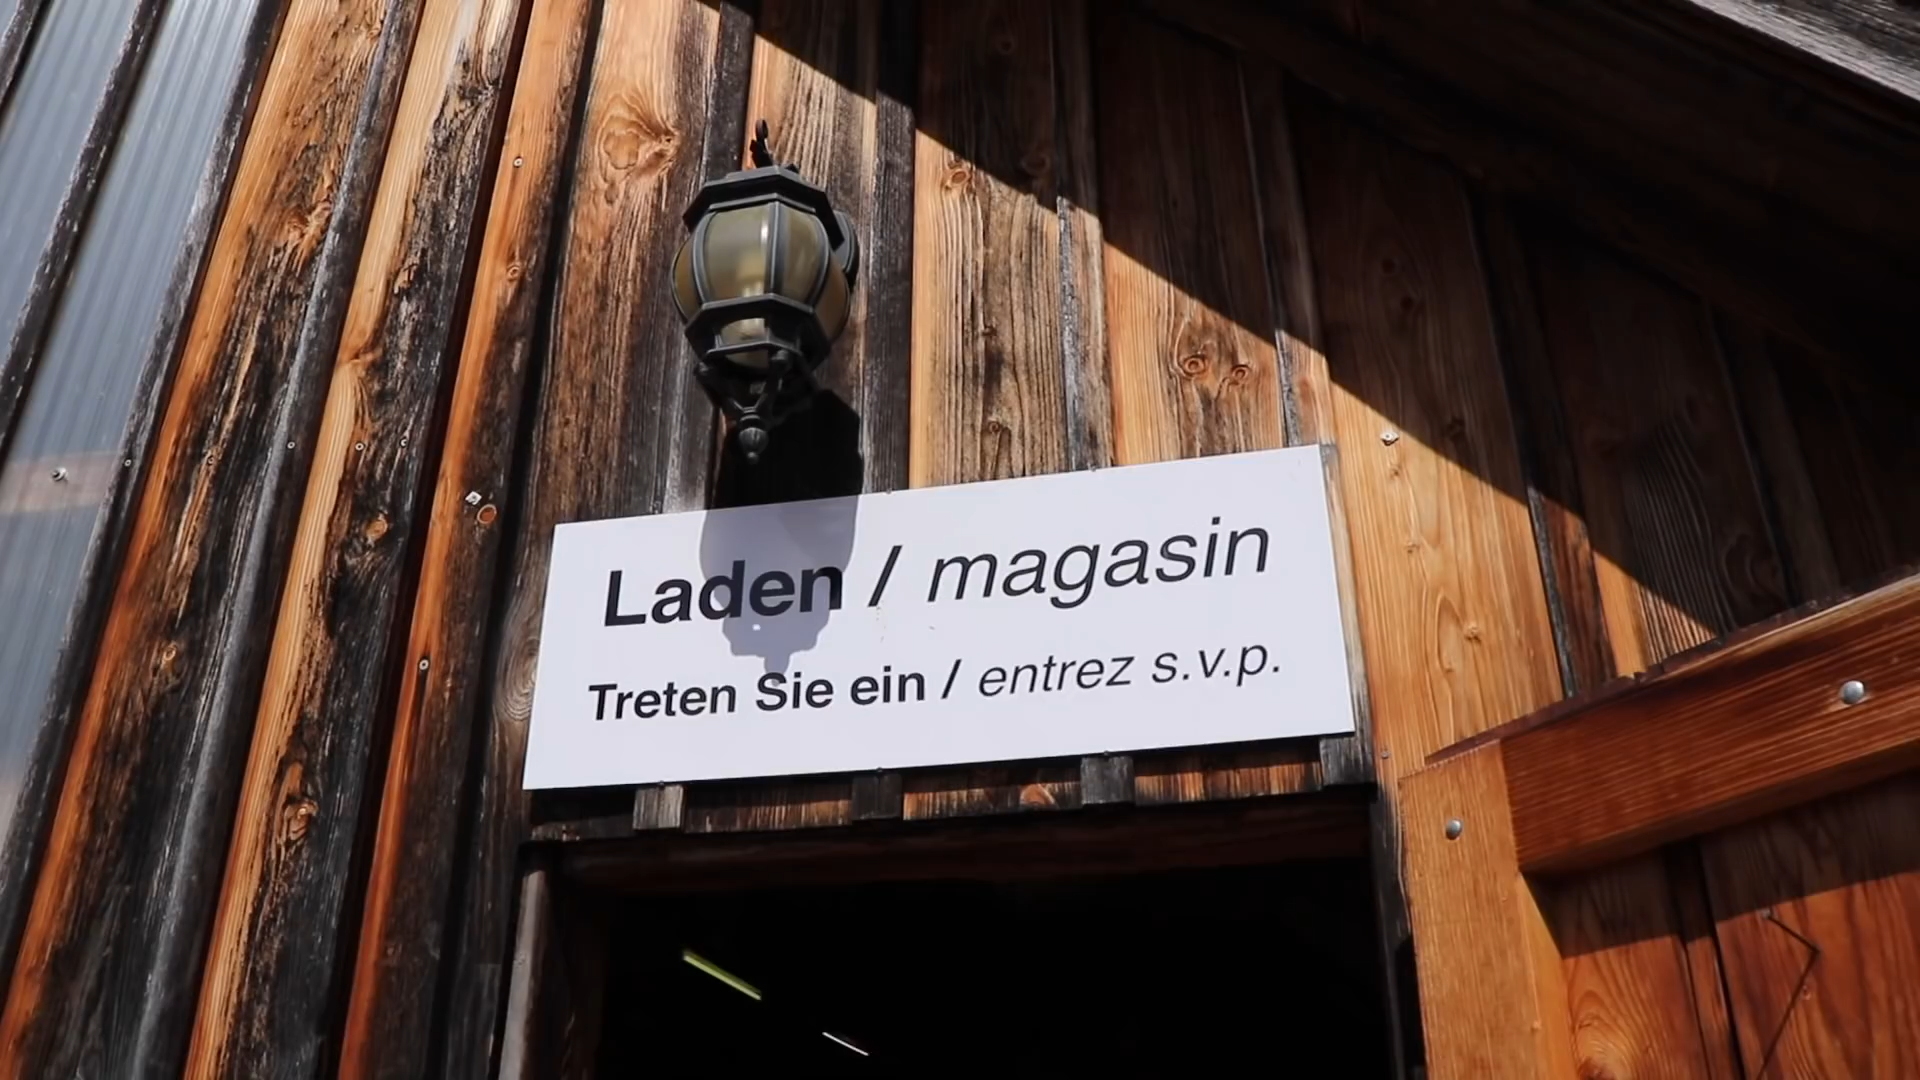 Laden / magasin
Treten Sie ein / entrez s.v.p.